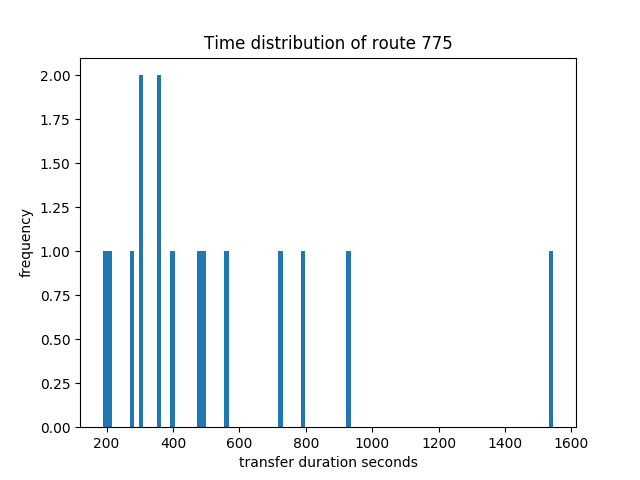 Time distribution of route 775
2.00
1.75
1.50
1.25
1.00
0.75
0.50
0.25
0.00
frequency
200 400 600 800 1000 1200 1400 1600
transfer duration seconds